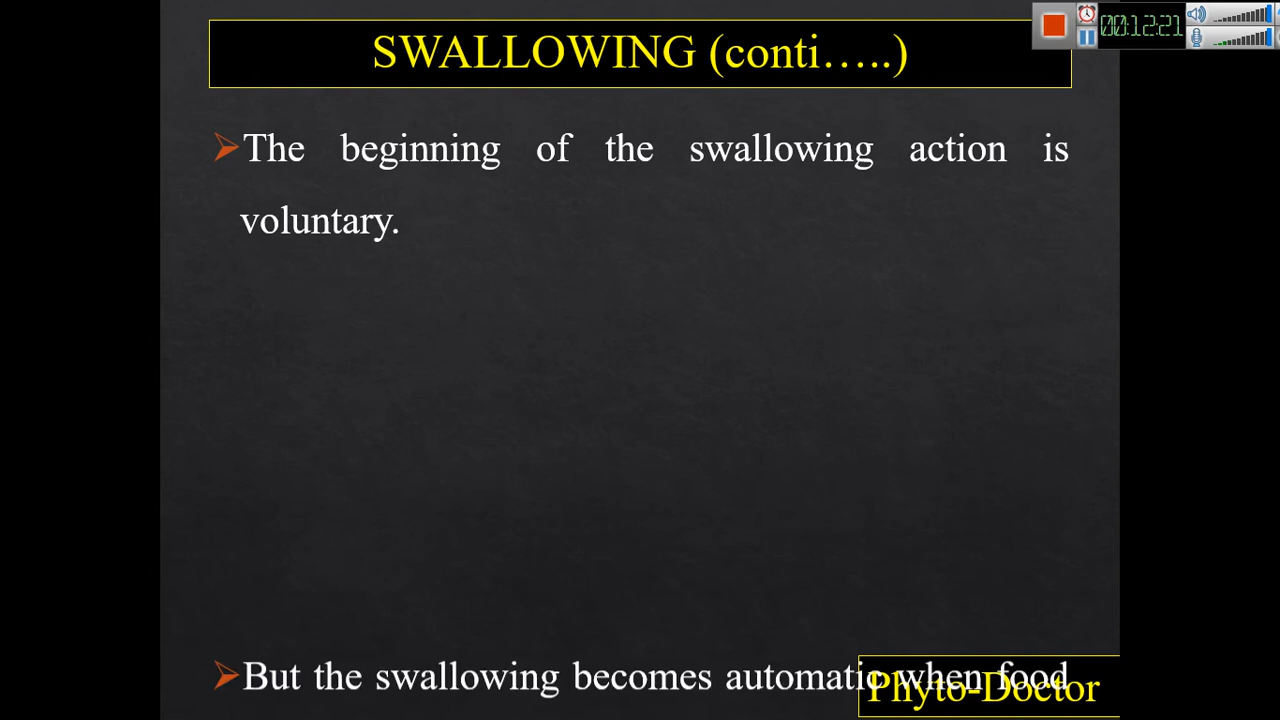 SWALLOWING (conti…..)
00:12:21
The beginning of the swallowing action is
voluntary.
But the swallowing becomes automatic when food
Phyto-Doctor